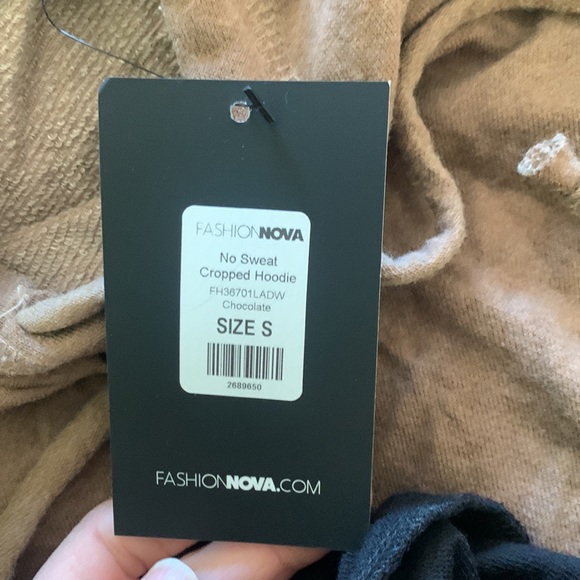 FASHIONNOVA
No Sweat
Cropped Hoodie
FH36701LADW
Chocolate
SIZE S
2689650
FASHIONNOVA.COM